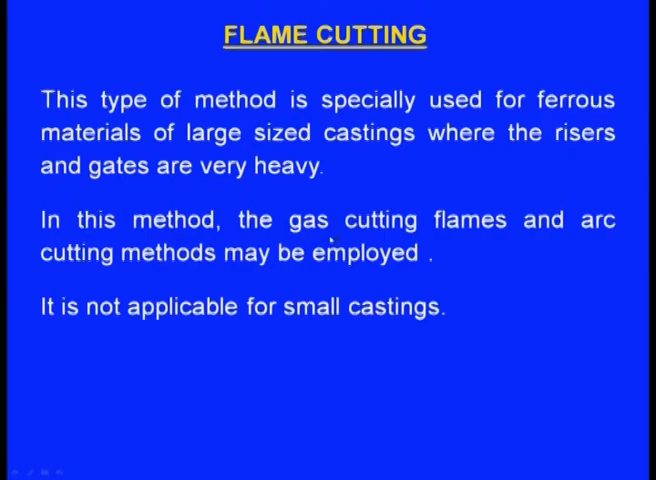 FLAME CUTTING
This type of method is specially used for ferrous
materials of large sized castings where the risers
and gates are very heavy.
In this method, the gas cutting flames and arc
cutting methods may be employed .
It is not applicable for small castings.